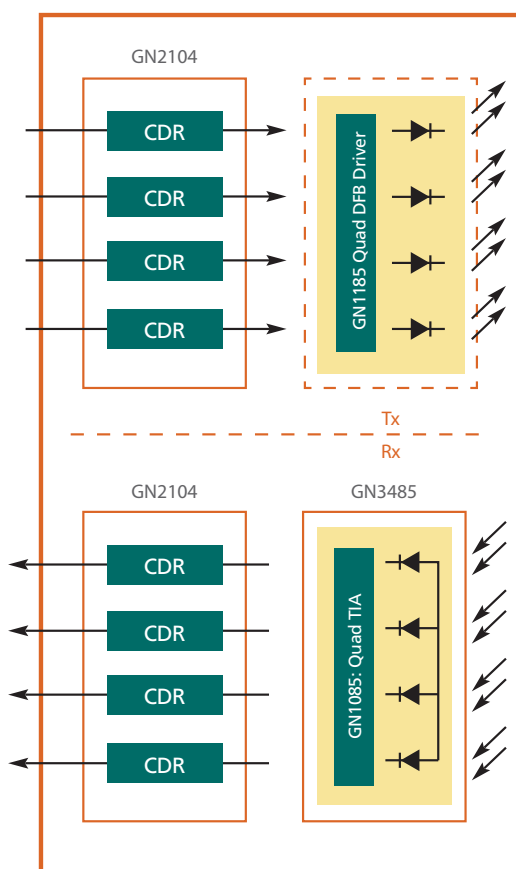 GN2104
CDR
CDR
CDR
CDR
GN1185 Quad DFB Driver
Tx
Rx
GN2104
GN3485
CDR
CDR
CDR
CDR
GN1085: Quad TIA